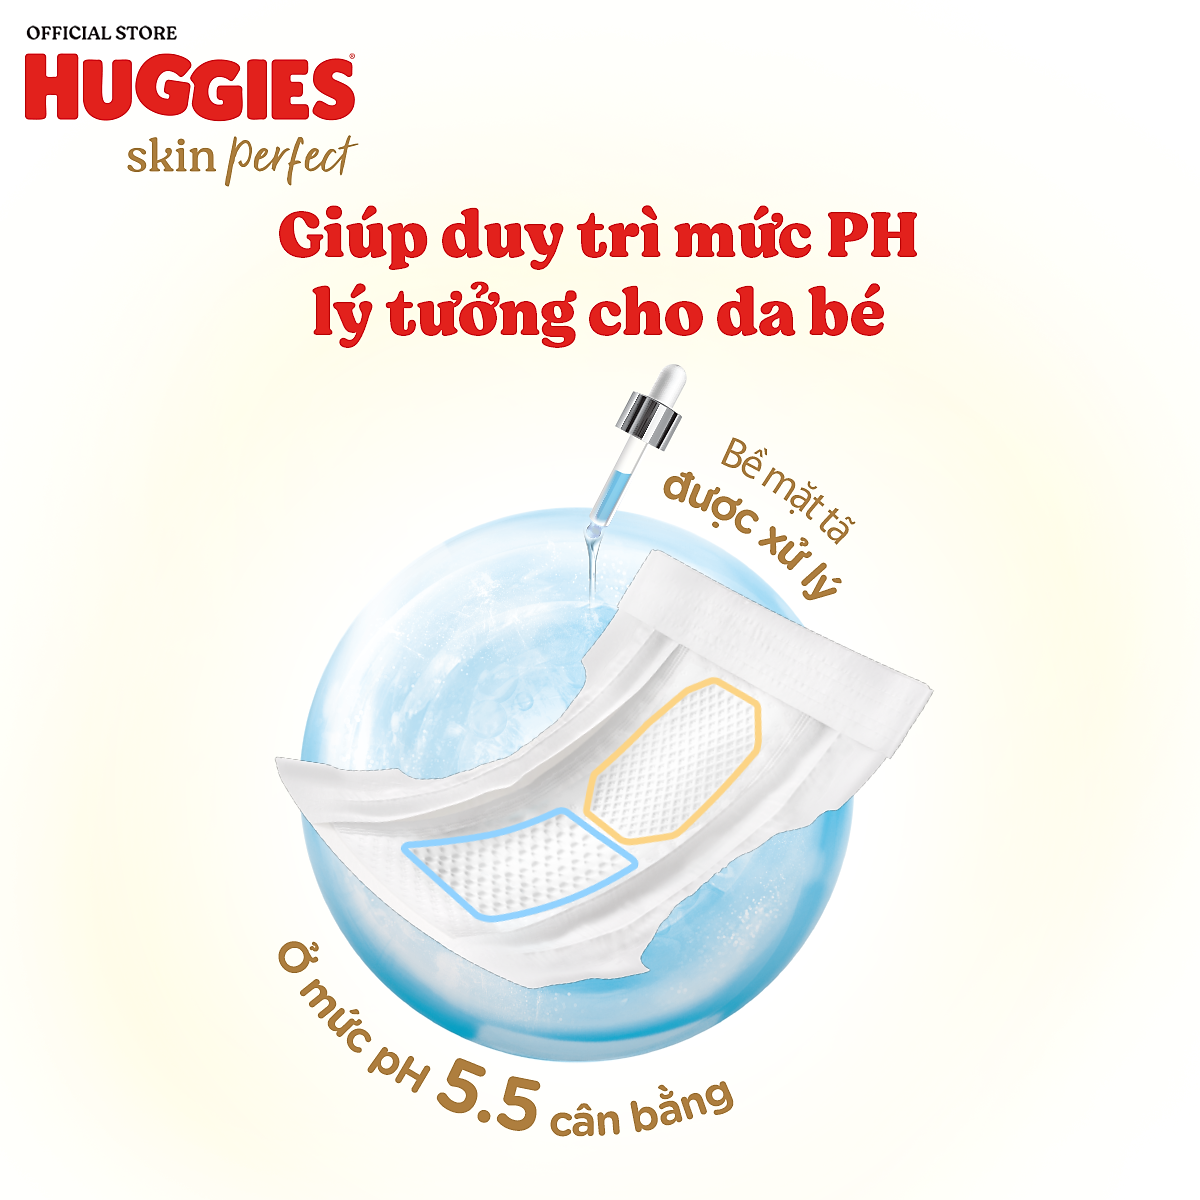 OFFICIAL STORE
HUGGIES®
skin perfect
Giúp duy trì mức PH
lý tưởng cho da bé
Bề mặt tã
được xử lý
Ở mức pH 5.5 cân bằng